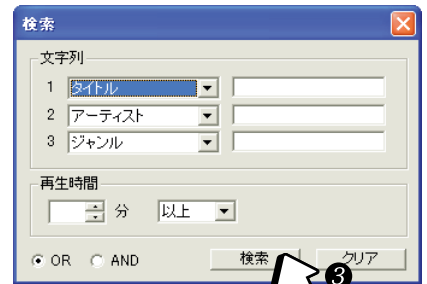 検索
文字列
1 タイトル
2 アーティスト
3 ジャンル
再生時間
分 以上
OR AND 検索 クリア
3